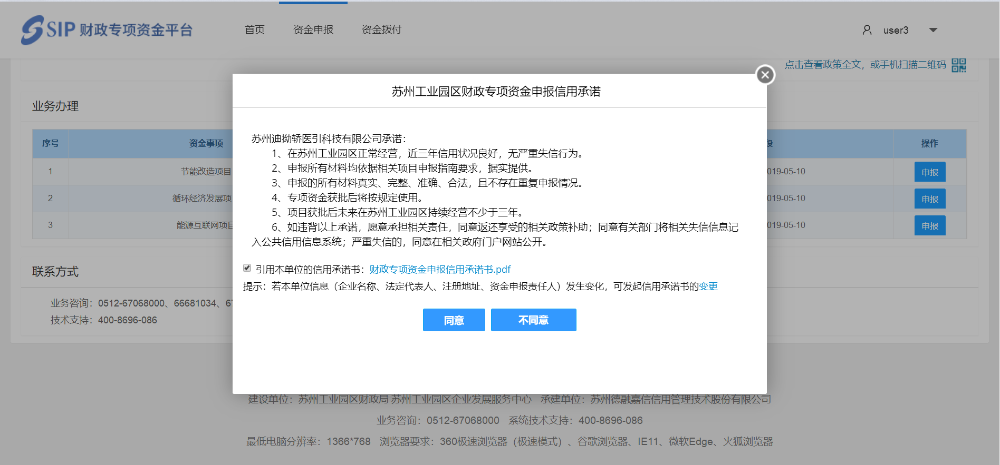 SIP 财政专项资金平台
首页 资金申报 资金拨付
user3
点击查看政策全文，或手机扫描二维码
苏州工业园区财政专项资金申报信用承诺
业务办理
序号 资金事项 段 操作
1 节能改造项目 019-05-10 申报
2 循环经济发展项 019-05-10 申报
3 能源互联网项目 019-05-10 申报
苏州迪拗轿医引科技有限公司承诺：
1、在苏州工业园区正常经营，近三年信用状况良好，无严重失信行为。
2、申报所有材料均依据相关项目申报指南要求，据实提供。
3、申报的所有材料真实、完整、准确、合法，且不存在重复申报情况。
4、专项资金获批后将按规定使用。
5、项目获批后未来在苏州工业园区持续经营不少于三年。
6、如违背以上承诺，愿意承担相关责任，同意返还享受的相关政策补助；同意有关部门将相关失信信息记
入公共信用信息系统；严重失信的，同意在相关政府门户网站公开。
引用本单位的信用承诺书：财政专项资金申报信用承诺书.pdf
提示：若本单位信息（企业名称、法定代表人、注册地址、资金申报责任人）发生变化，可发起信用承诺书的变更
同意 不同意
联系方式
业务咨询：0512-67068000、66681034、67
技术支持：400-8696-086
建设单位：苏州工业园区财政局 苏州工业园区企业发展服务中心 承建单位：苏州德融嘉信信用管理技术股份有限公司
业务咨询：0512-67068000 系统技术支持：400-8696-086
最低电脑分辨率：1366*768 浏览器要求：360极速浏览器（极速模式）、谷歌浏览器、IE11、微软Edge、火狐浏览器